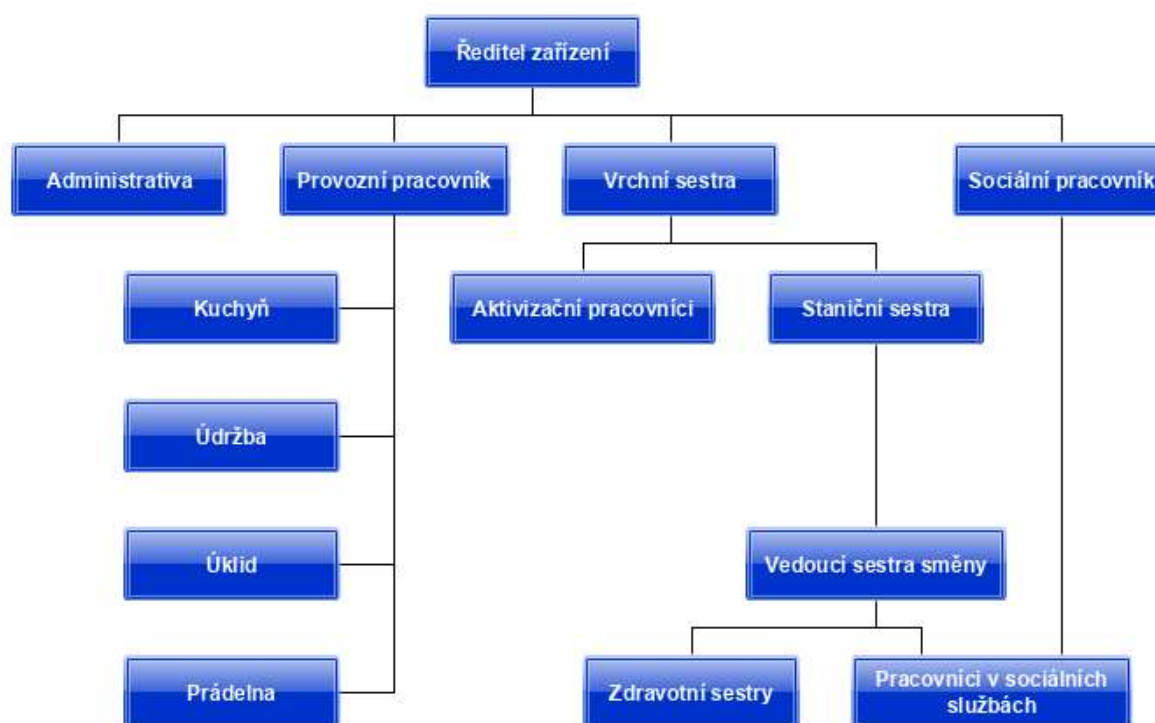 Ředitel zařízení
Administrativa
Provozní pracovník
Vrchní sestra
Sociální pracovník
Kuchyň
Aktivizační pracovníci
Staniční sestra
Údržba
Úklid
Vedoucí sestra směny
Prádelna
Zdravotní sestry
Pracovníci v sociálních
službách